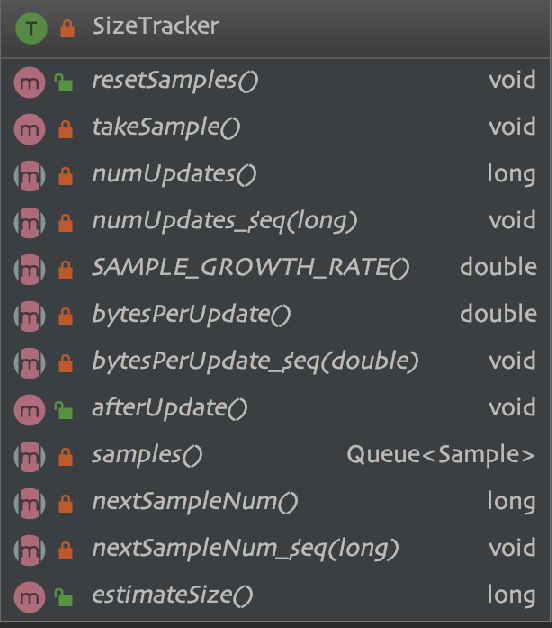 T SizeTracker
m resetSamples() void
m takeSample() void
m numUpdates() long
m numUpdates_$eq(long) void
m SAMPLE_GROWTH_RATE() double
m bytesPerUpdate() double
m bytesPerUpdate_$eq(double) void
m afterUpdate() void
m samples() Queue<Sample>
m nextSampleNum() long
m nextSampleNum_$eq(long) void
m estimateSize() long